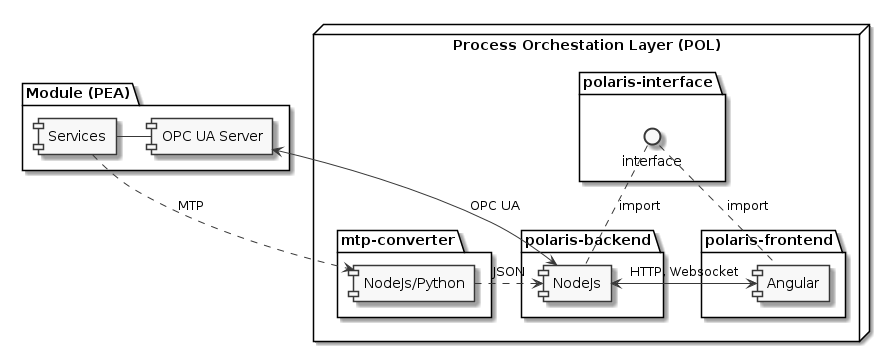 Process Orchestation Layer (POL)
polaris-interface
Module (PEA)
Services
OPC UA Server
interface
MTP
OPC UA
import
import
mtp-converter
polaris-backend
polaris-frontend
NodeJs/Python
JSON
NodeJs
HTTP, Websocket
Angular